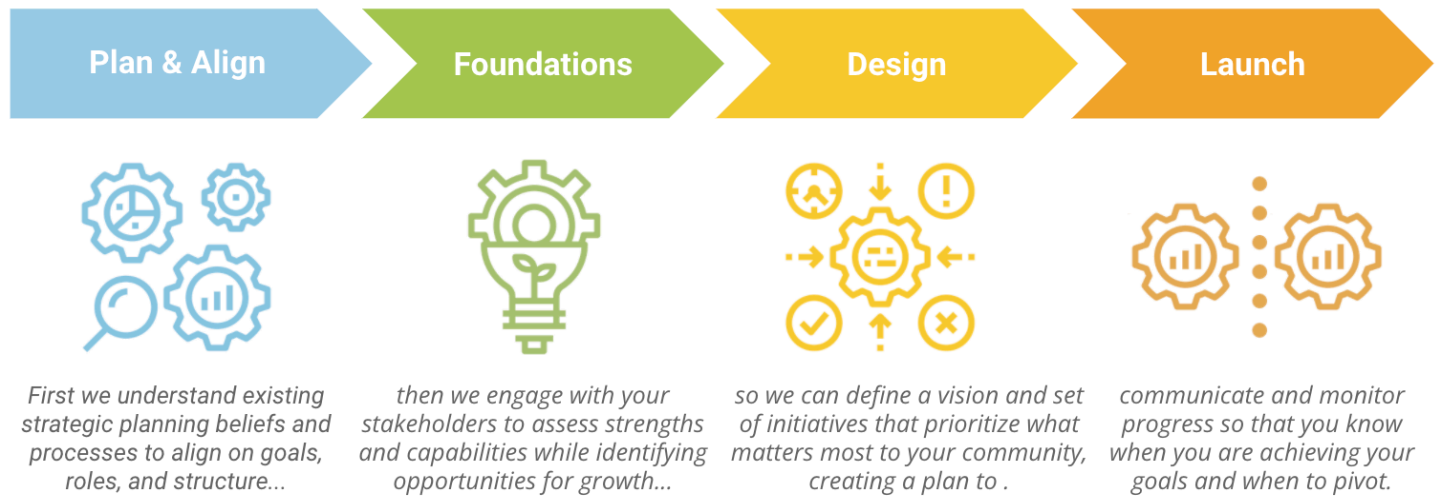 Plan & Align
Foundations
Design
Launch
First we understand existing
strategic planning beliefs and
processes to align on goals,
roles, and structure...
then we engage with your
stakeholders to assess strengths
and capabilities while identifying
opportunities for growth...
so we can define a vision and set
of initiatives that prioritize what
matters most to your community,
creating a plan to .
communicate and monitor
progress so that you know
when you are achieving your
goals and when to pivot.